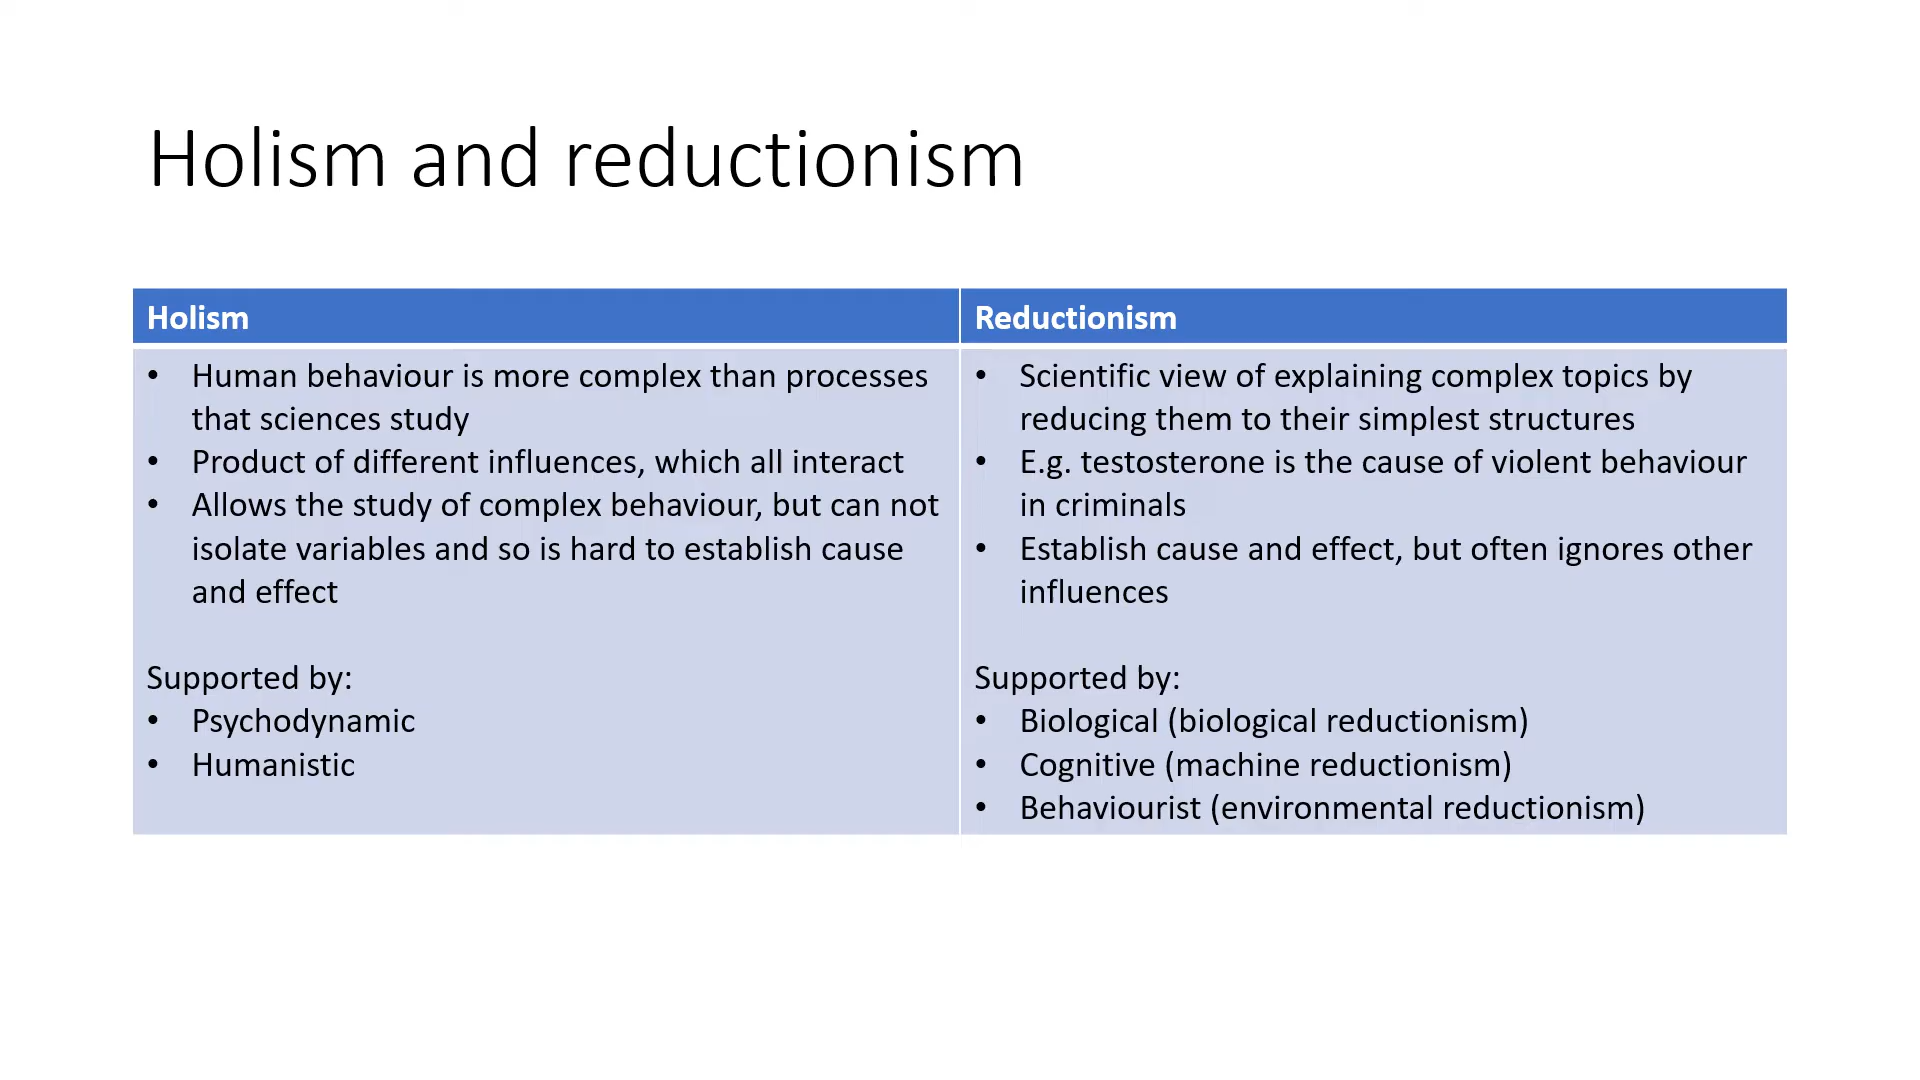 Holism and reductionism
Holism
• Human behaviour is more complex than processes
that sciences study
• Product of different influences, which all interact
• Allows the study of complex behaviour, but can not
isolate variables and so is hard to establish cause
and effect
Supported by:
• Psychodynamic
• Humanistic
Reductionism
• Scientific view of explaining complex topics by
reducing them to their simplest structures
• E.g. testosterone is the cause of violent behaviour
in criminals
• Establish cause and effect, but often ignores other
influences
Supported by:
• Biological (biological reductionism)
• Cognitive (machine reductionism)
• Behaviourist (environmental reductionism)